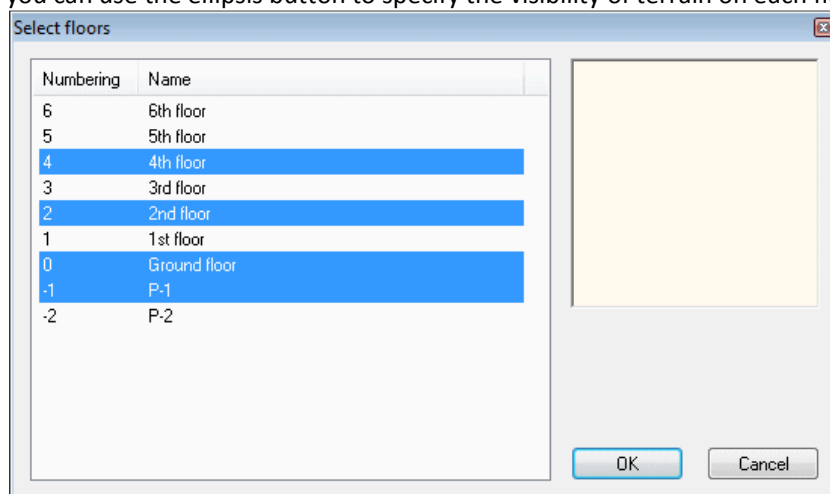 you can use the ellipsis button to specify the visibility of terrain on each
Select floors
Numbering Name
6 6th floor
5 5th floor
4 4th floor
3 3rd floor
2 2nd floor
1 1st floor
0 Ground floor
-1 P-1
-2 P-2
OK Cancel